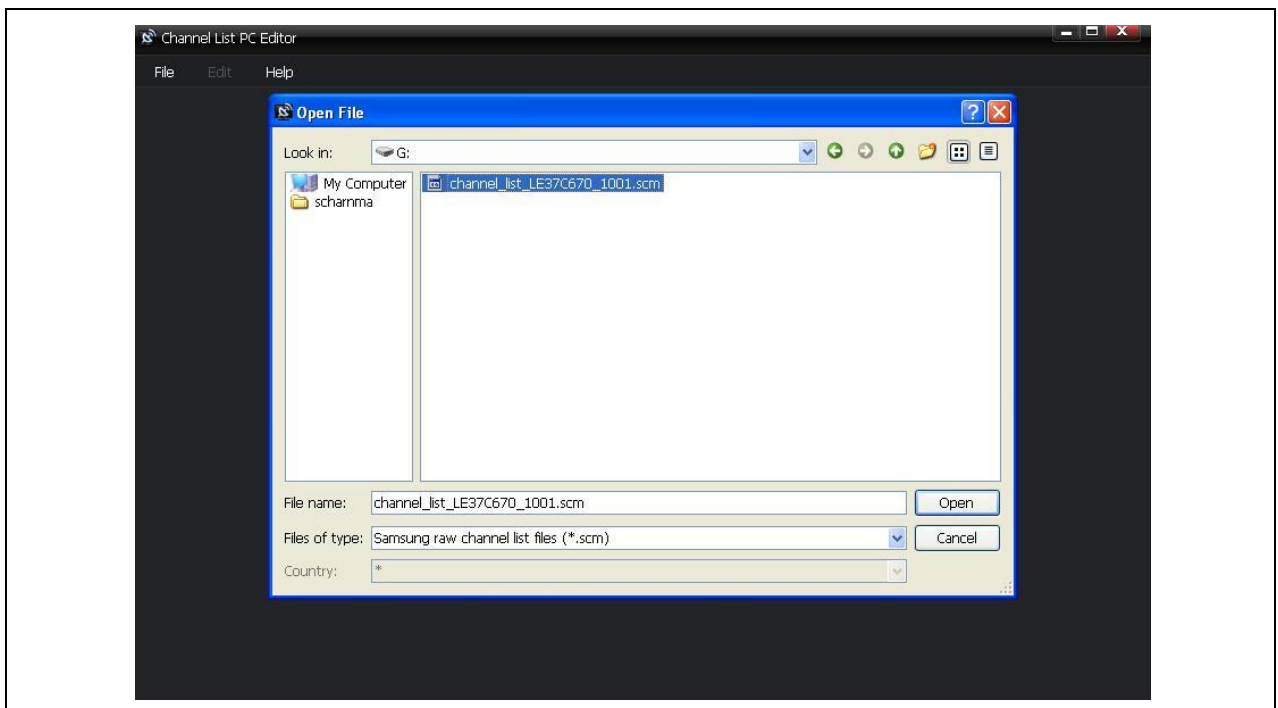 Channel List PC Editor
File Edit Help
Open File
Look in: G:
My Computer
scharnma
channel_list_LE37C670_1001.scm
File name: channel_list_LE37C670_1001.scm Open
Files of type: Samsung raw channel list files (*.scm) Cancel
Country: *